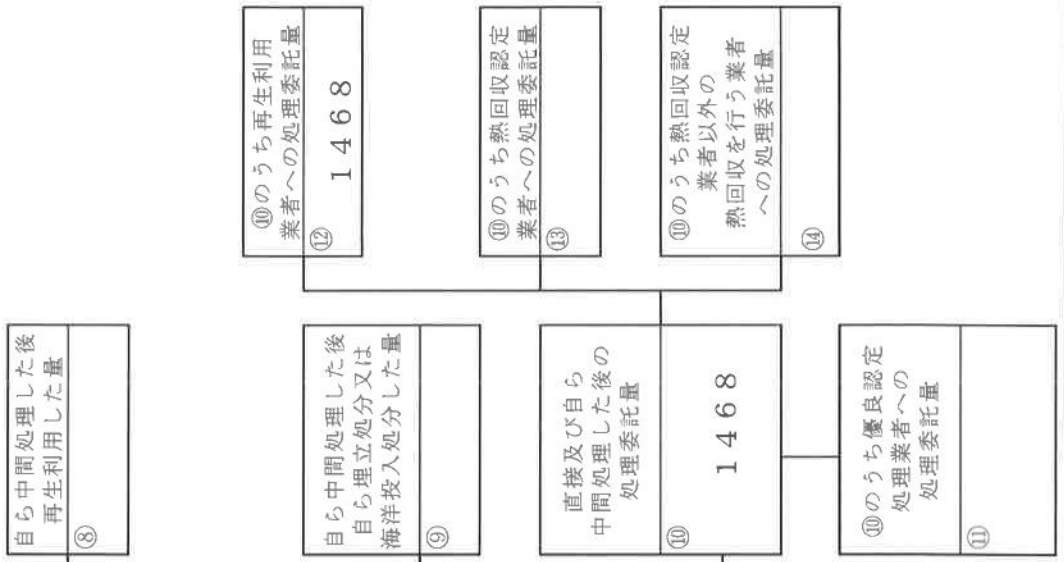 自ら中間処理した後
再生利用した量
⑧
自ら中間処理した後
自ら埋立処分又は
海洋投入処分した量
⑨
直接及び自ら
中間処理した後の
処理委託量
⑩
1468
⑩のうち優良認定
処理業者への
処理委託量
⑪
⑩のうち再生利用
業者への処理委託量
⑫
1468
⑩のうち熱回収認定
業者への処理委託量
⑬
⑩のうち熱回収認定
業者以外の
熱回収を行う業者
への処理委託量
⑭